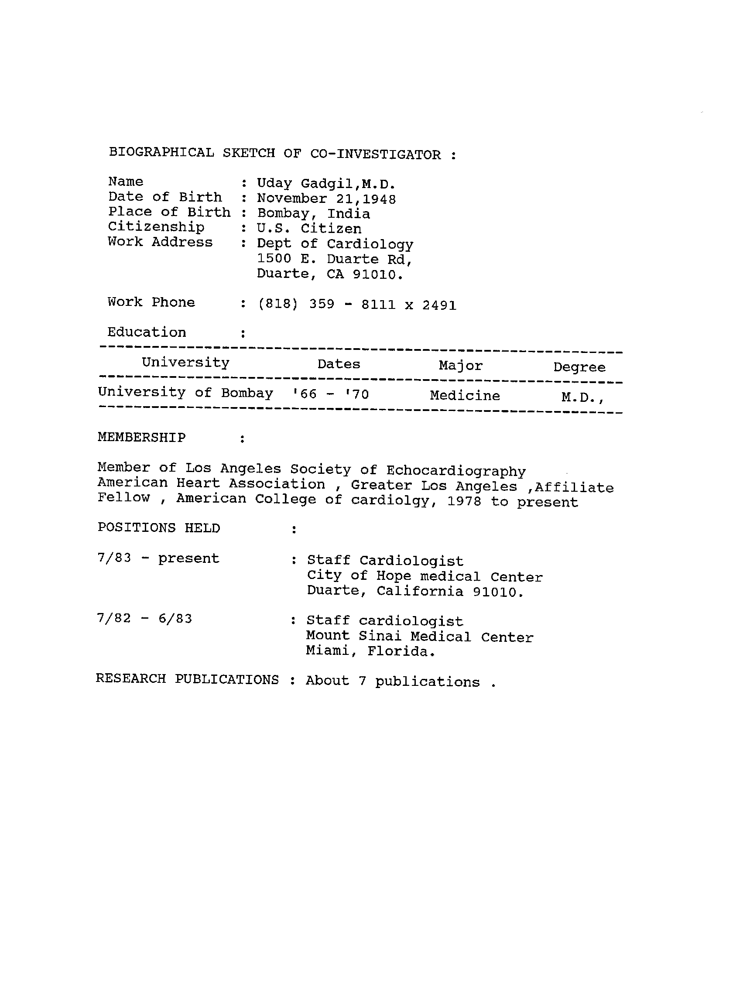 BIOGRAPHICAL SKETCH OF CO-INVESTIGATOR :
Name : Uday Gadgil,M.D.
Date of Birth : November 21,1948
Place of Birth : Bombay, India
Citizenship : U.S. Citizen
Work Address : Dept of Cardiology
1500 E. Duarte Rd,
Duarte, CA 91010.
Work Phone : (818) 359 - 8111 x 2491
Education :
University Dates Major Degree
University of Bombay '66 - '70 Medicine M.D.,
MEMBERSHIP :
Member of Los Angeles Society of Echocardiography
American Heart Association , Greater Los Angeles ,Affiliate
Fellow , American College of cardiolgy, 1978 to present
POSITIONS HELD :
7/83 - present : Staff Cardiologist
City of Hope medical Center
Duarte, California 91010.
7/82 - 6/83 : Staff cardiologist
Mount Sinai Medical Center
Miami, Florida.
RESEARCH PUBLICATIONS : About 7 publications .